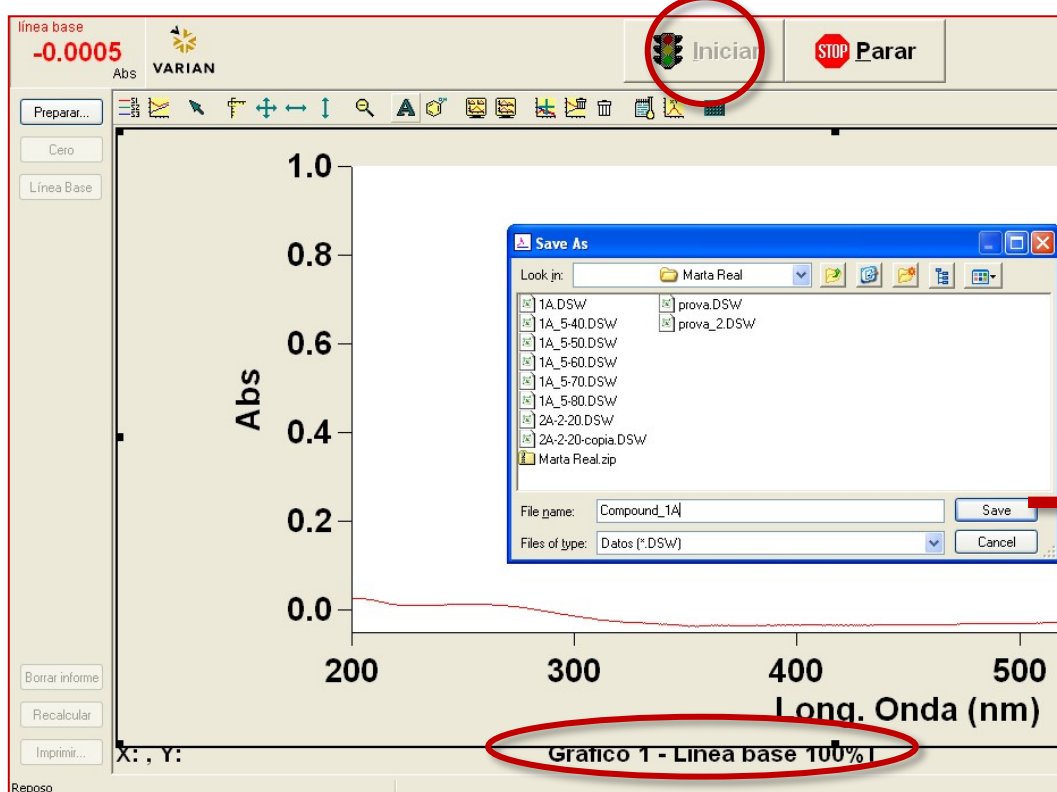 línea base
-0.0005
Abs
VARIAN
Iniciar
STOP Parar
Preparar...
Cero
Línea Base
1.0
0.8
0.6
0.4
0.2
0.0
Abs
Save As
Look in: Marta Real
1A.DSW
1A_5-40.DSW
1A_5-50.DSW
1A_5-60.DSW
1A_5-70.DSW
1A_5-80.DSW
2A-2-20.DSW
2A-2-20-copia.DSW
Marta Real.zip
prova.DSW
prova_2.DSW
File name: Compound_1A
Save
Files of type: Datos (*.DSW)
Cancel
200 300 400 500
Long. Onda (nm)
Borrar informe
Recalcular
Imprimir...
X: , Y:
Gráfico 1 - Línea base 100%T
Reposo